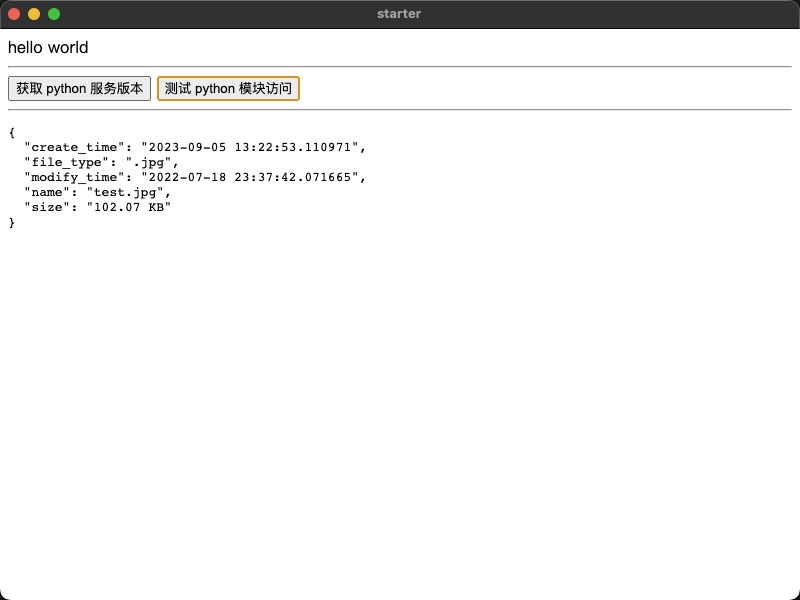 starter
hello world
获取 python 服务版本 测试 python 模块访问
{
  "create_time": "2023-09-05 13:22:53.110971",
  "file_type": ".jpg",
  "modify_time": "2022-07-18 23:37:42.071665",
  "name": "test.jpg",
  "size": "102.07 KB"
}